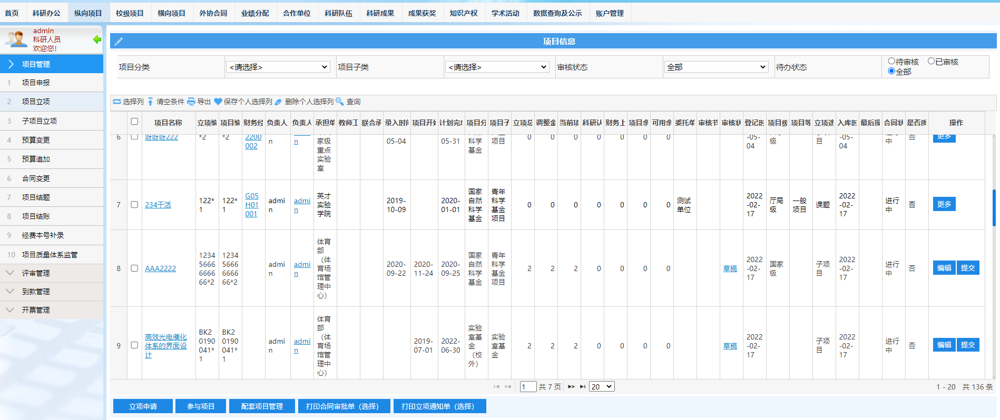 首页 科研办公 纵向项目 校级项目 横向项目 外协合同 业绩分配 合作单位 科研队伍 科研成果 成果获奖 知识产权 学术活动 数据查询及公示 账户管理
admin
科研人员
欢迎您!
项目管理
1 项目申报
2 项目立项
3 子项目立项
4 预算变更
5 预算追加
6 合同变更
7 项目结题
8 项目结账
9 经费本号补录
10 项目质量体系监管
评审管理
到款管理
开票管理
项目信息
项目分类 <请选择> 项目子类 <请选择> 审核状态 全部 待办状态 待审核 已审核
全部
选择列 清空条件 导出 保存个人选择列 删除个人选择列 查询
项目名称 立项编 项目编 财务经 负责人 负责人 承担单 教师工 联合承 录入时间 项目开始 计划完成 项目分 项目子 立项总 调整金 当前项 科研认 财务上 项目余 可用余 委托单 审核节 审核状 登记时 项目级 项目等 立项途 入库时 最后操 合同状 是否质 操作
6 呀呀呀222 *2 *2 2200
002
n
n
家级
重点
实验
室
05-04 05-31
科学
基金
项目
0 0 0 0 0 0 0
-05-
04
级
目
-05-
04
中
否
更多
7 234干活
122*
1
122*
1
G05
H01
001
admi
n
admi
n
英才
实验
学院
2019-
10-09
2020-
01-01
国家
自然
科学
基金
青年
科学
基金
项目
0 0 0 0 0 0 0
测试
单位
2022
-02-
17
厅局
级
一般
项目
课题
2022
-02-
17
进行
中
否
更多
8 AAA2222
1234
5666
6666
66*2
1234
5666
6666
66*2
admi
n
admi
n
体育
部
（体
育场
馆管
理中
心）
2020-
09-22
2020-
11-24
2020-
09-25
国家
自然
科学
基金
青年
科学
基金
项目
2 2 2 0 0 0 0
草稿
2022
-02-
17
国家
级
子项
目
2022
-02-
17
进行
中
否
编辑 提交
9
高效光电催化
体系的界面设
计
BK2
0190
041*
1
BK2
0190
041*
1
admi
n
admi
n
体育
部
（体
育场
馆管
理中
心）
2019-
07-01
2022-
06-30
实验
室基
金
（校
外）
实验
室基
金
2 2 2 0 0 0 0
草稿
2022
-02-
17
子项
目
2022
-02-
17
进行
中
否
编辑 提交
1 共 7 页 20 1 - 20 共 136 条
立项申请 参与项目 配套项目管理 打印合同审批单（选择） 打印立项通知单（选择）